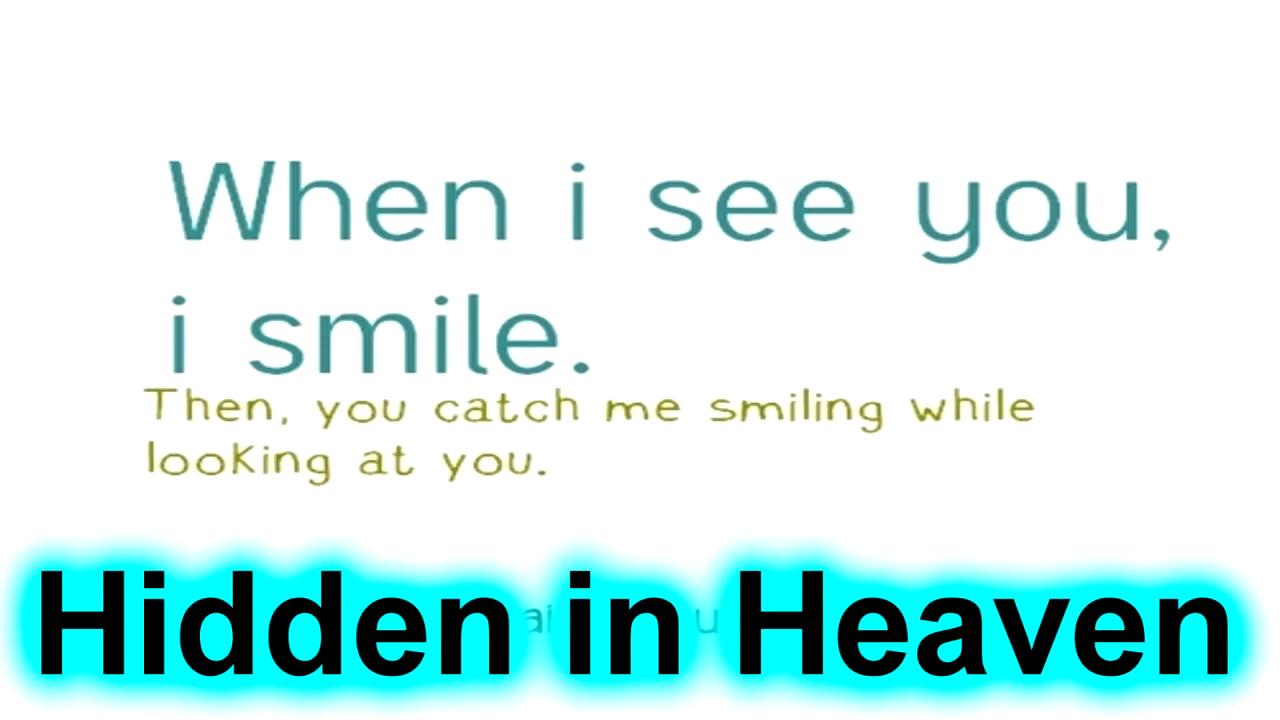 When i see you,
i smile.
Then, you catch me smiling while
looking at you.
Hidden in Heaven